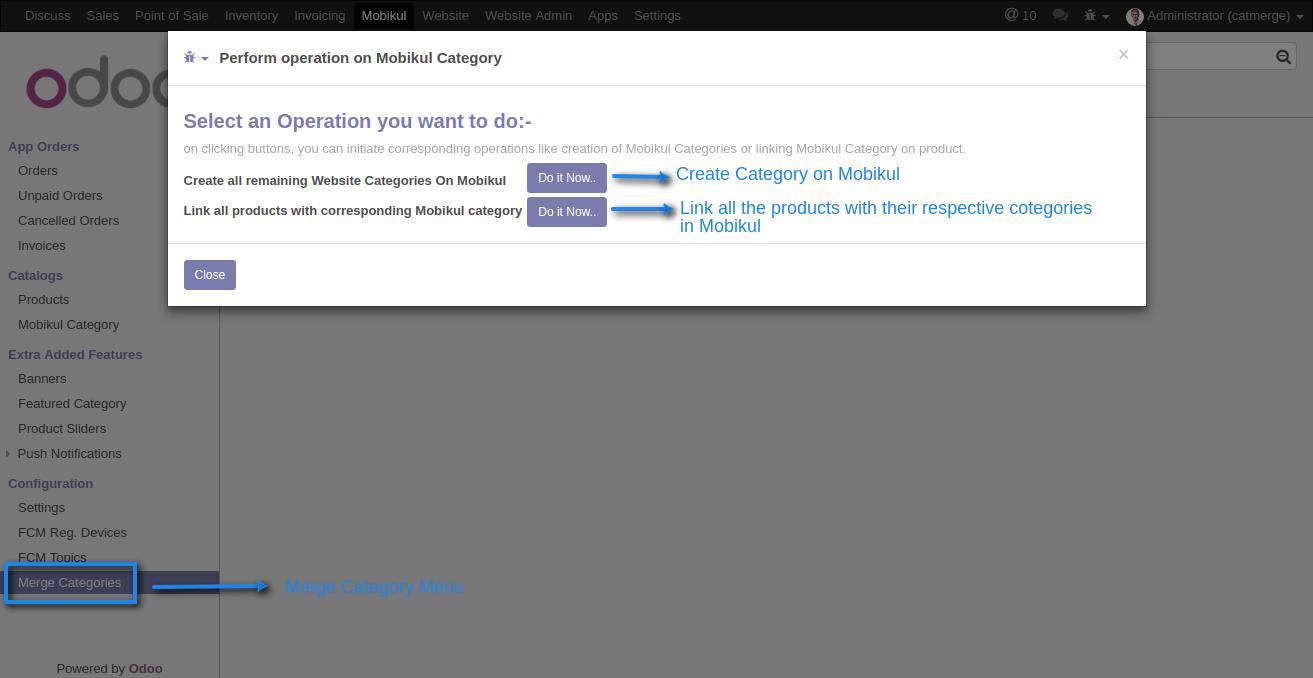 Discuss Sales Point of Sale Inventory Invoicing Mobikul Website Website Admin Apps Settings @ 10 Administrator (catmerge)
odoo
Perform operation on Mobikul Category ×
Select an Operation you want to do:-
on clicking buttons, you can initiate corresponding operations like creation of Mobikul Categories or linking Mobikul Category on product.
Create all remaining Website Categories On Mobikul Do it Now.. Create Category on Mobikul
Link all products with corresponding Mobikul category Do it Now.. Link all the products with their respective cotegories
in Mobikul
Close
App Orders
Orders
Unpaid Orders
Cancelled Orders
Invoices
Catalogs
Products
Mobikul Category
Extra Added Features
Banners
Featured Category
Product Sliders
Push Notifications
Configuration
Settings
FCM Reg. Devices
FCM Topics
Merge Categories Merge Category Menu
Powered by Odoo